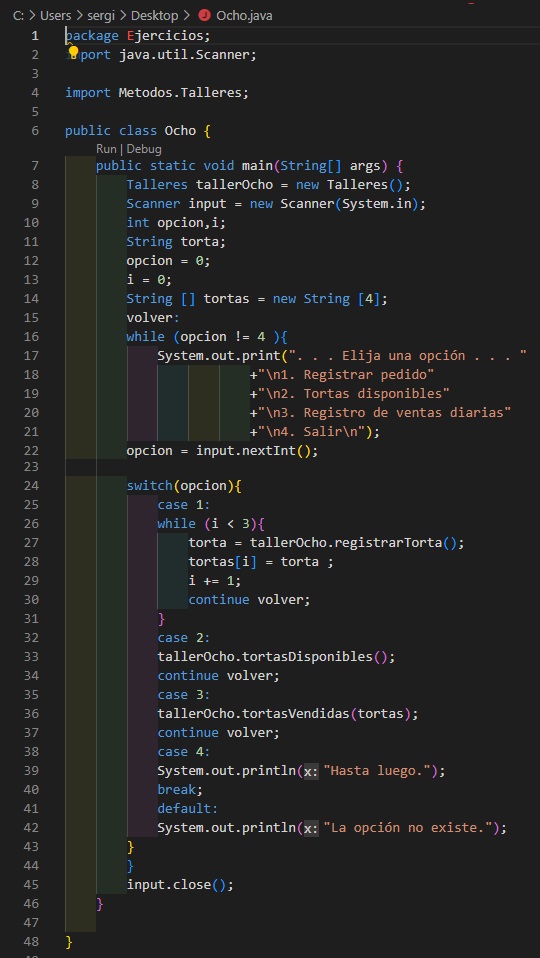 C: > Users > sergi > Desktop > Ocho.java
1 package Ejercicios;
2 import java.util.Scanner;
3
4 import Metodos.Talleres;
5
6 public class Ocho {
Run | Debug
7 public static void main(String[] args) {
8 Talleres tallerOcho = new Talleres();
9 Scanner input = new Scanner(System.in);
10 int opcion,i;
11 String torta;
12 opcion = 0;
13 i = 0;
14 String [] tortas = new String [4];
15 volver:
16 while (opcion != 4 ){
17 System.out.print(". . . Elija una opción . . . "
18 +"\n1. Registrar pedido"
19 +"\n2. Tortas disponibles"
20 +"\n3. Registro de ventas diarias"
21 +"\n4. Salir\n");
22 opcion = input.nextInt();
23
24 switch(opcion){
25 case 1:
26 while (i < 3){
27 torta = tallerOcho.registrarTorta();
28 tortas[i] = torta ;
29 i += 1;
30 continue volver;
31 }
32 case 2:
33 tallerOcho.tortasDisponibles();
34 continue volver;
35 case 3:
36 tallerOcho.tortasVendidas(tortas);
37 continue volver;
38 case 4:
39 System.out.println(x: "Hasta luego.");
40 break;
41 default:
42 System.out.println(x: "La opción no existe.");
43 }
44 }
45 input.close();
46 }
47
48 }